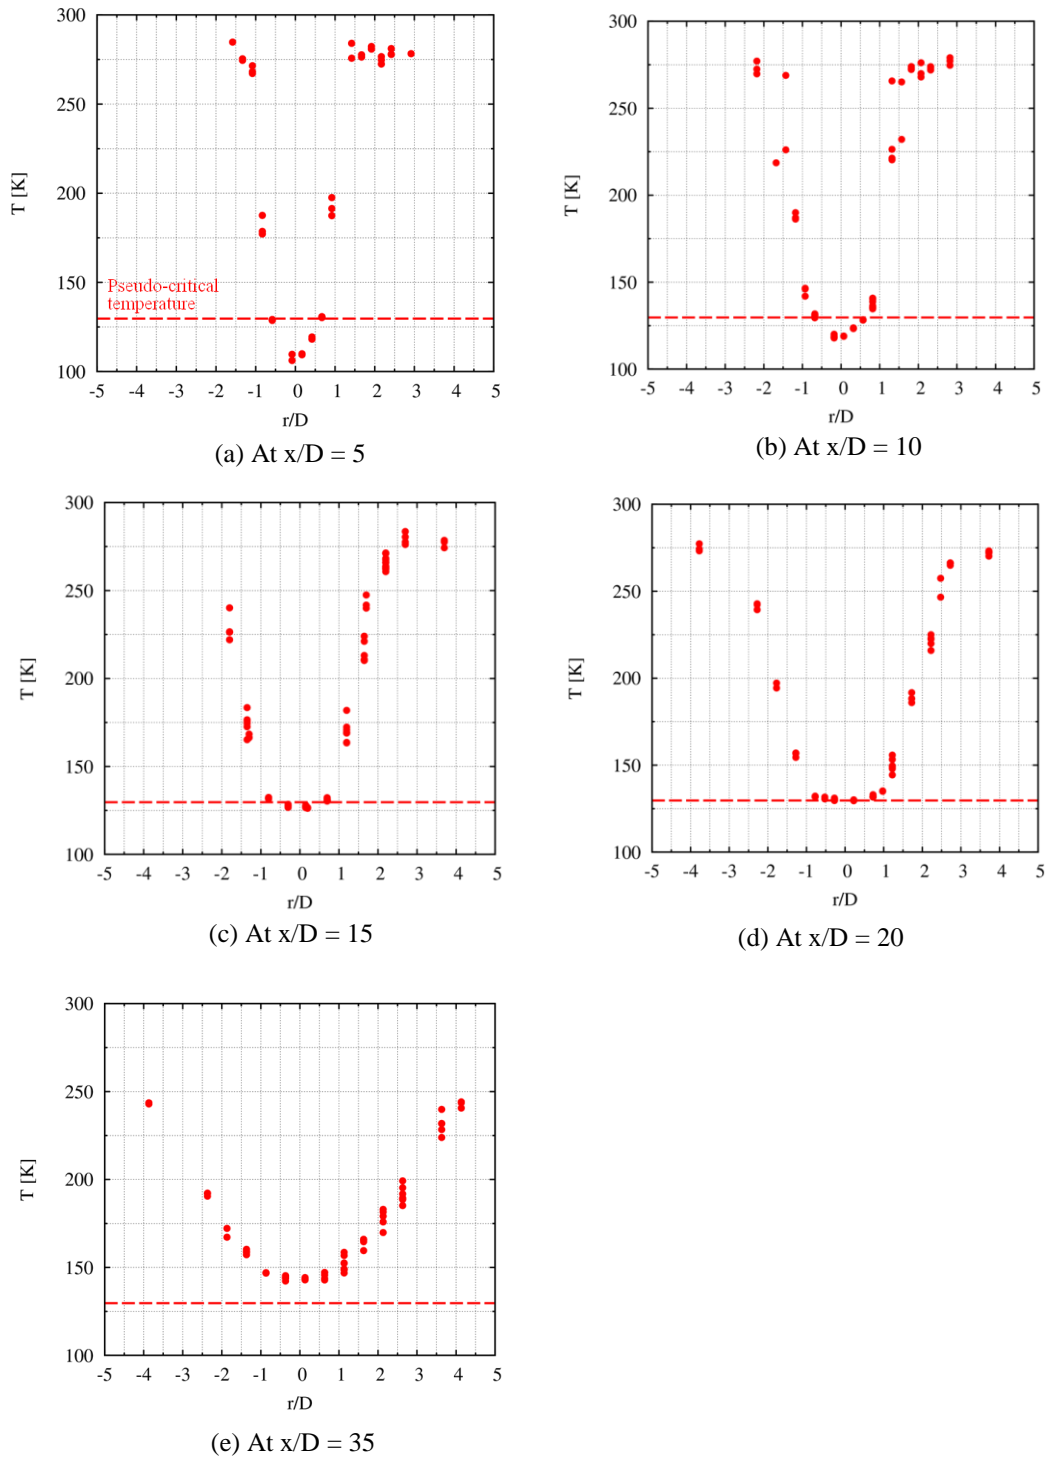 300
250
200
150
100
T [K]
Pseudo-critical
temperature
-5 -4 -3 -2 -1 0 1 2 3 4 5
r/D
(a) At x/D = 5
300
250
200
150
100
T [K]
-5 -4 -3 -2 -1 0 1 2 3 4 5
r/D
(b) At x/D = 10
300
250
200
150
100
T [K]
-5 -4 -3 -2 -1 0 1 2 3 4 5
r/D
(c) At x/D = 15
300
250
200
150
100
T [K]
-5 -4 -3 -2 -1 0 1 2 3 4 5
r/D
(d) At x/D = 20
300
250
200
150
100
T [K]
-5 -4 -3 -2 -1 0 1 2 3 4 5
r/D
(e) At x/D = 35